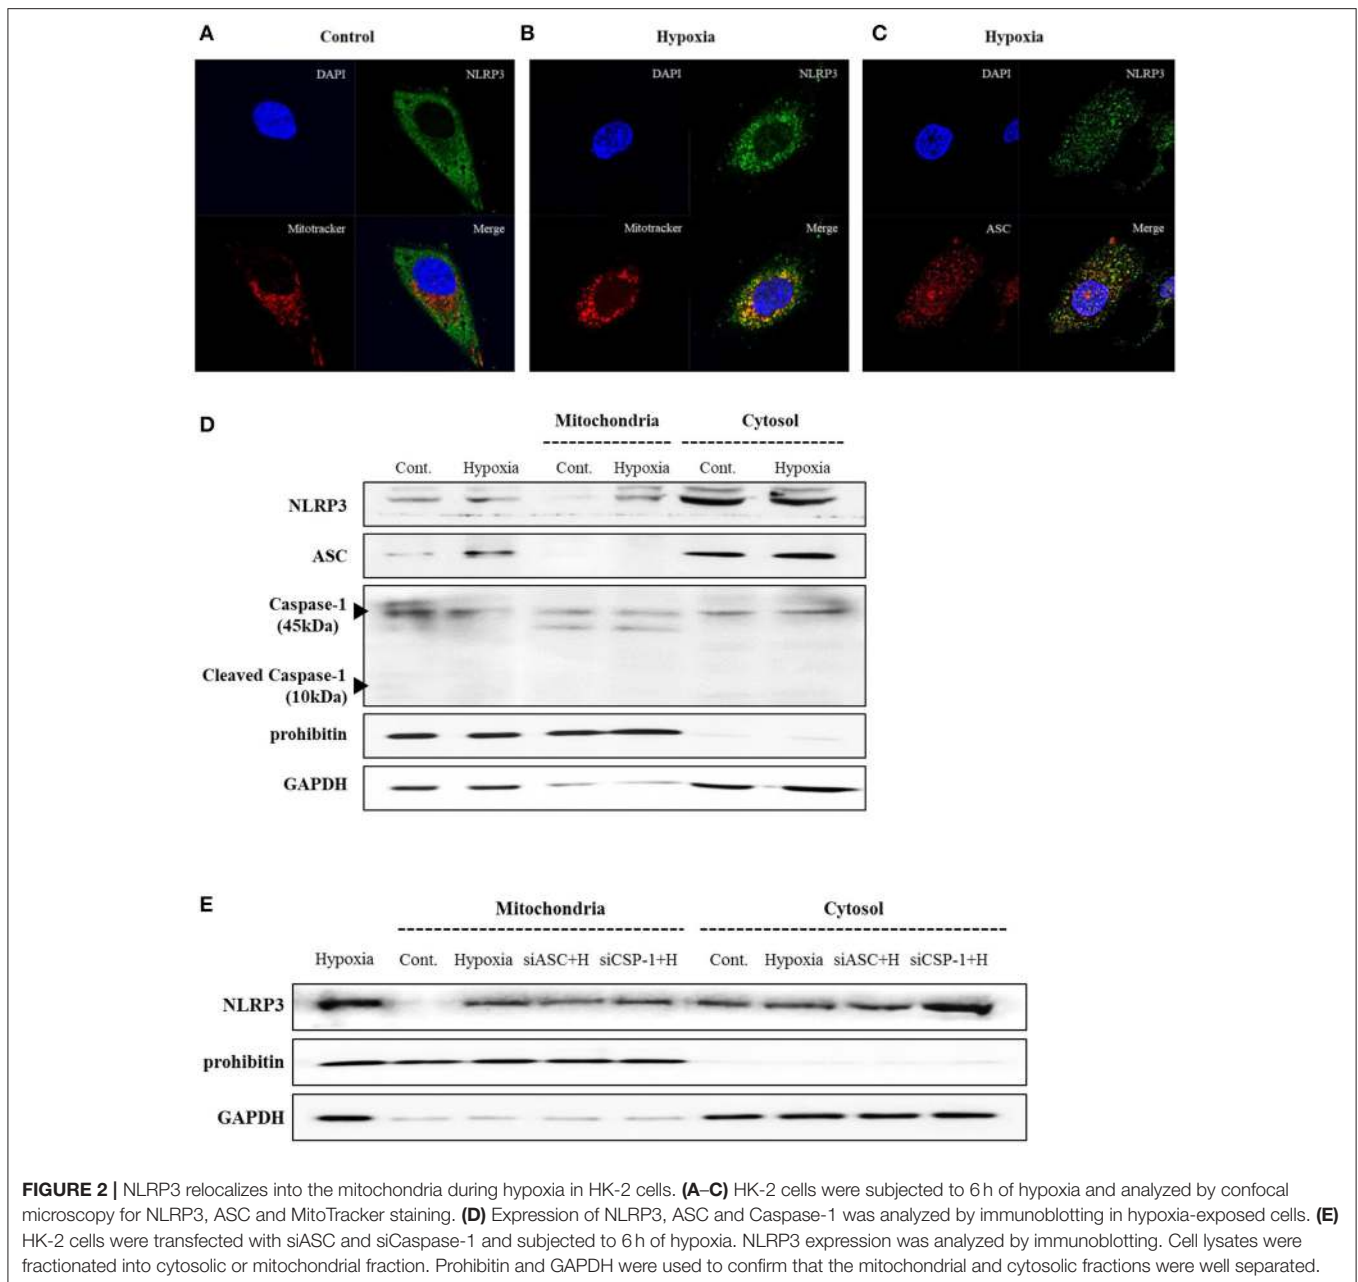 A
Control
B
Hypoxia
C
Hypoxia
DAPI
NLRP3
DAPI
NLRP3
DAPI
NLRP3
Mitotracker
Merge
Mitotracker
Merge
ASC
Merge
D
Mitochondria
Cytosol
Cont.
Hypoxia
Cont.
Hypoxia
Cont.
Hypoxia
NLRP3
ASC
Caspase-1
(45kDa)
Cleaved Caspase-1
(10kDa)
prohibitin
GAPDH
E
Mitochondria
Cytosol
Hypoxia
Cont.
Hypoxia
siASC+H
siCSP-1+H
Cont.
Hypoxia
siASC+H
siCSP-1+H
NLRP3
prohibitin
GAPDH
FIGURE 2 | NLRP3 relocalizes into the mitochondria during hypoxia in HK-2 cells. (A–C) HK-2 cells were subjected to 6 h of hypoxia and analyzed by confocal
microscopy for NLRP3, ASC and MitoTracker staining. (D) Expression of NLRP3, ASC and Caspase-1 was analyzed by immunoblotting in hypoxia-exposed cells. (E)
HK-2 cells were transfected with siASC and siCaspase-1 and subjected to 6 h of hypoxia. NLRP3 expression was analyzed by immunoblotting. Cell lysates were
fractionated into cytosolic or mitochondrial fraction. Prohibitin and GAPDH were used to confirm that the mitochondrial and cytosolic fractions were well separated.